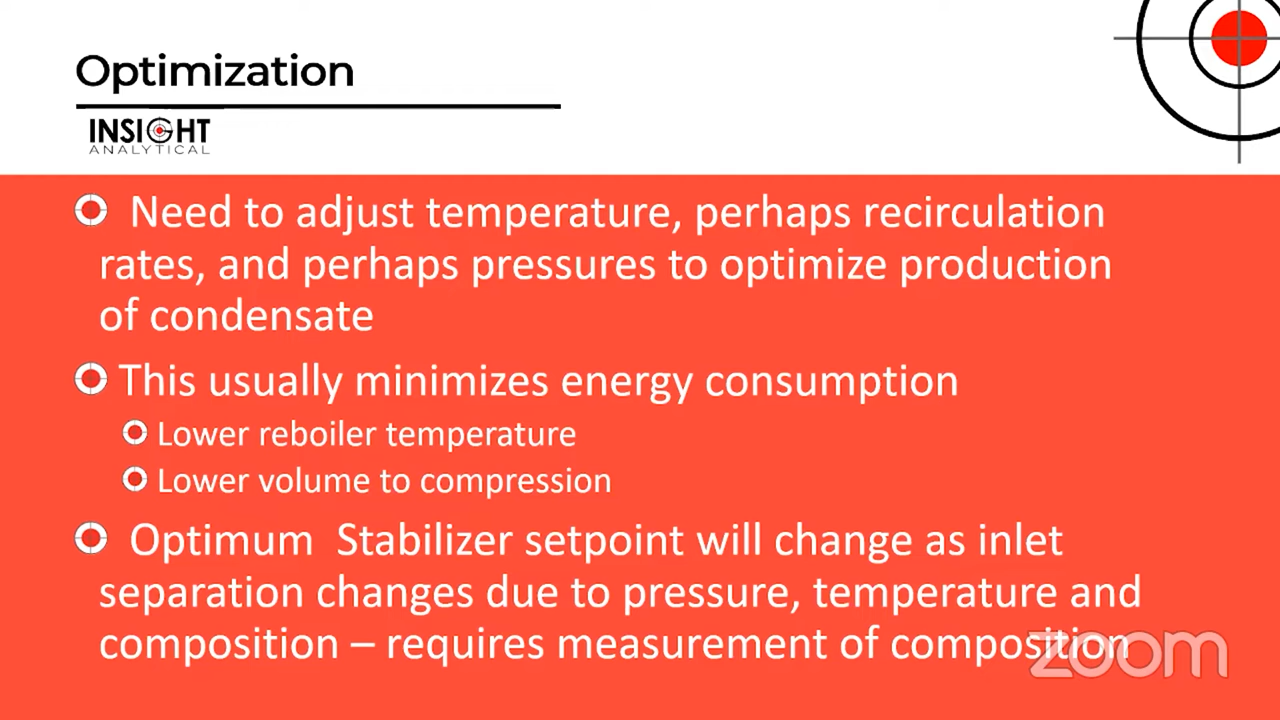 Optimization
INSIGHT
ANALYTICAL
Need to adjust temperature, perhaps recirculation
rates, and perhaps pressures to optimize production
of condensate
This usually minimizes energy consumption
Lower reboiler temperature
Lower volume to compression
Optimum Stabilizer setpoint will change as inlet
separation changes due to pressure, temperature and
composition – requires measurement of composition
zoom